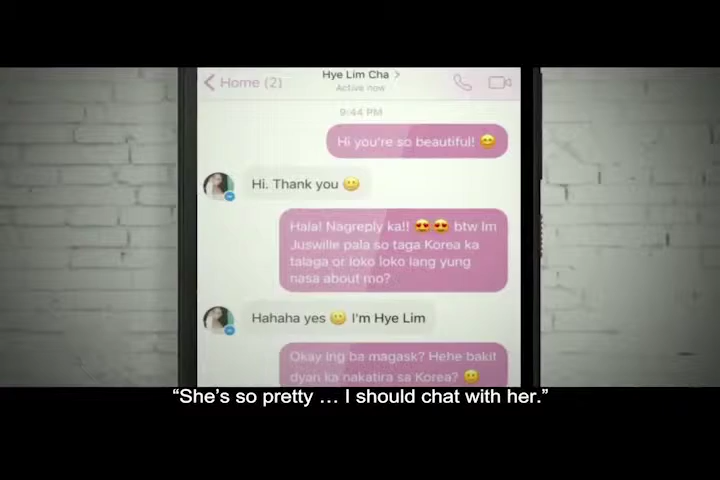 Home (2)
Hye Lim Cha >
Active now
9:44 PM
Hi you're so beautiful! 😊
Hi. Thank you 🙂
Hala! Nagreply ka!! 😍 😍 btw Im
Juswille pala so taga Korea ka
talaga or loko loko lang yung
nasa about mo?
Hahaha yes 🙂 I'm Hye Lim
Okay lng ba magask? Hehe bakit
dyan ka nakatira sa Korea? 😊
“She's so pretty … I should chat with her.”